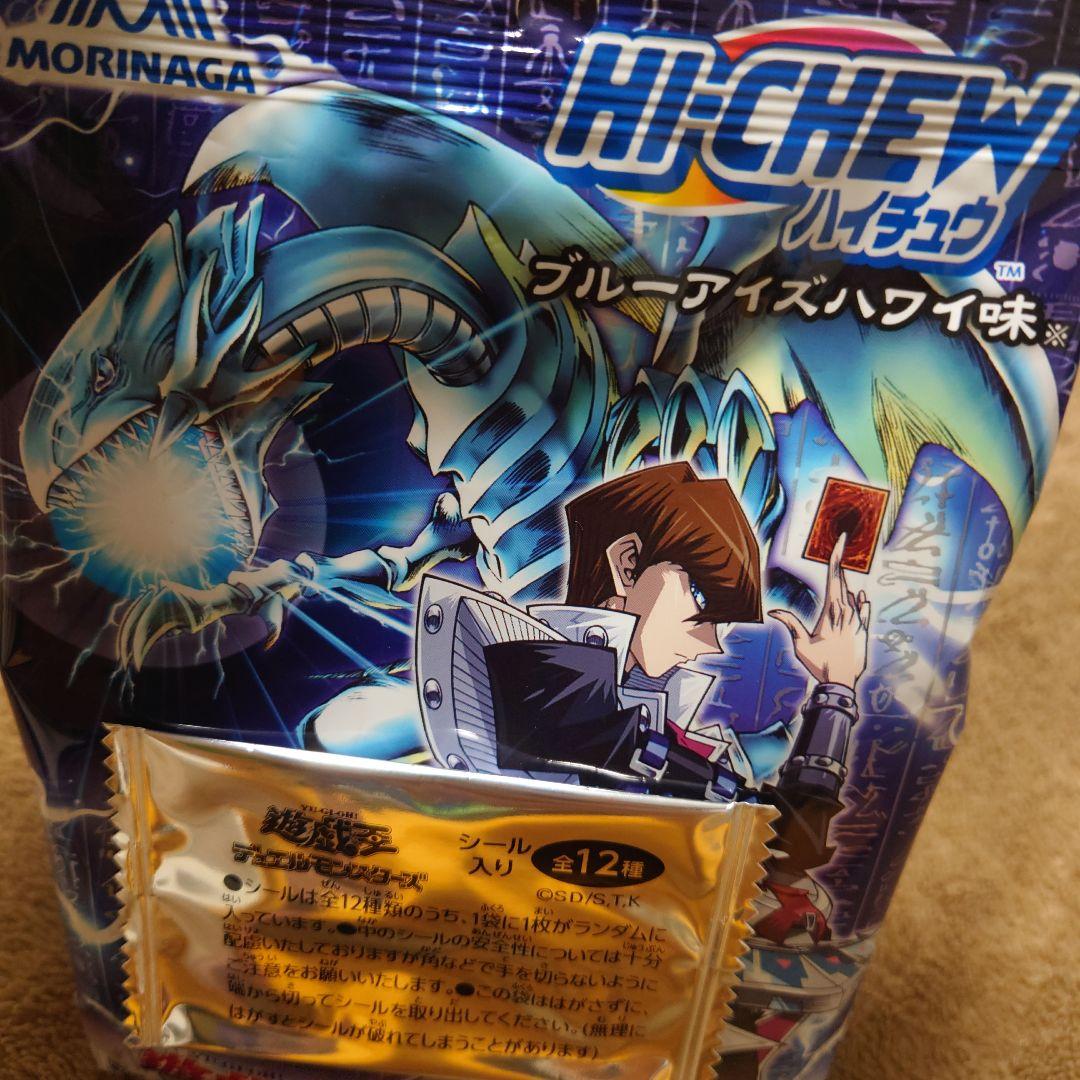 MORINAGA
HI-CHEW
ハイチュウ
TM
ブルーアイズハワイ味※
YU-GI-OH!
遊戯王
デュエルモンスターズ
シール
入り
全12種
©SD/S,T,K
●シールは全12種類のうち、1袋に1枚がランダムに
入っています。●中のシールの安全性については十分
配慮いたしておりますが角などで手を切らないように
ご注意をお願いいたします。●この袋ははがさずに、
端から切ってシールを取り出してください。(無理に
はがすとシールが破れてしまうことがあります)